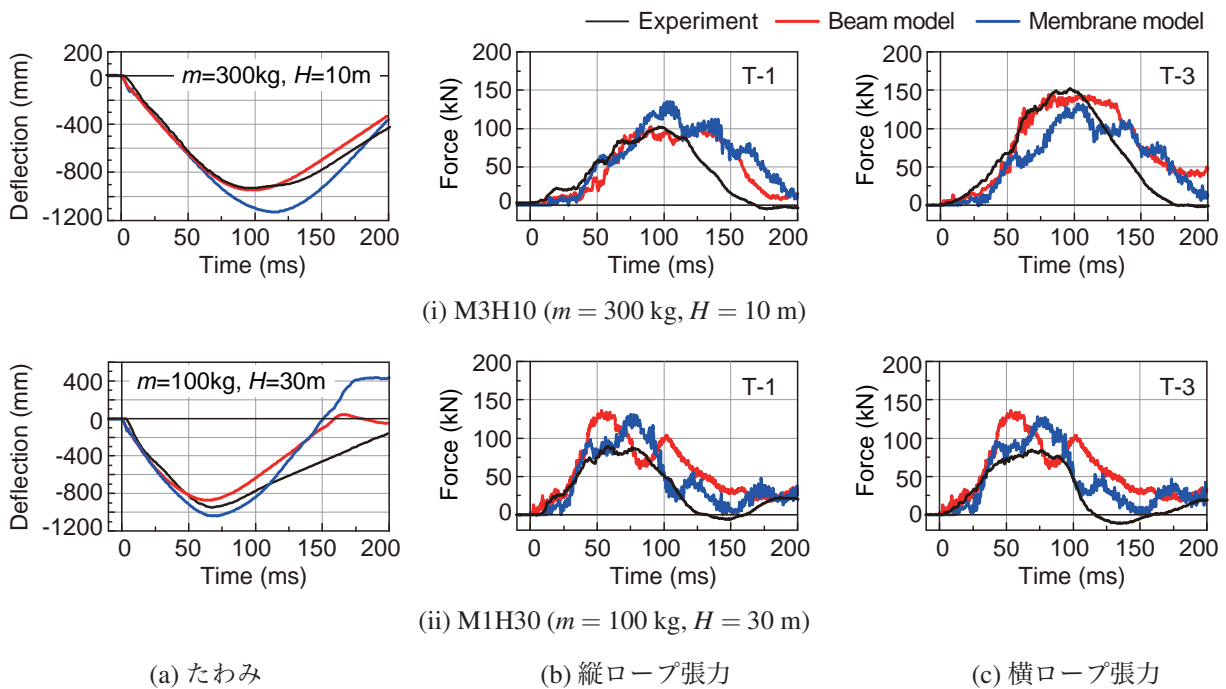 Experiment Beam model Membrane model
200
0
-400
-800
-1200
Deflection (mm)
m=300kg, H=10m
0 50 100 150 200
Time (ms)
200
150
100
50
0
Force (kN)
T-1
0 50 100 150 200
Time (ms)
200
150
100
50
0
Force (kN)
T-3
0 50 100 150 200
Time (ms)
(i) M3H10 (m = 300 kg, H = 10 m)
400
0
-400
-800
-1200
Deflection (mm)
m=100kg, H=30m
0 50 100 150 200
Time (ms)
200
150
100
50
0
Force (kN)
T-1
0 50 100 150 200
Time (ms)
200
150
100
50
0
Force (kN)
T-3
0 50 100 150 200
Time (ms)
(ii) M1H30 (m = 100 kg, H = 30 m)
(a) たわみ (b) 縦ロープ張力 (c) 横ロープ張力